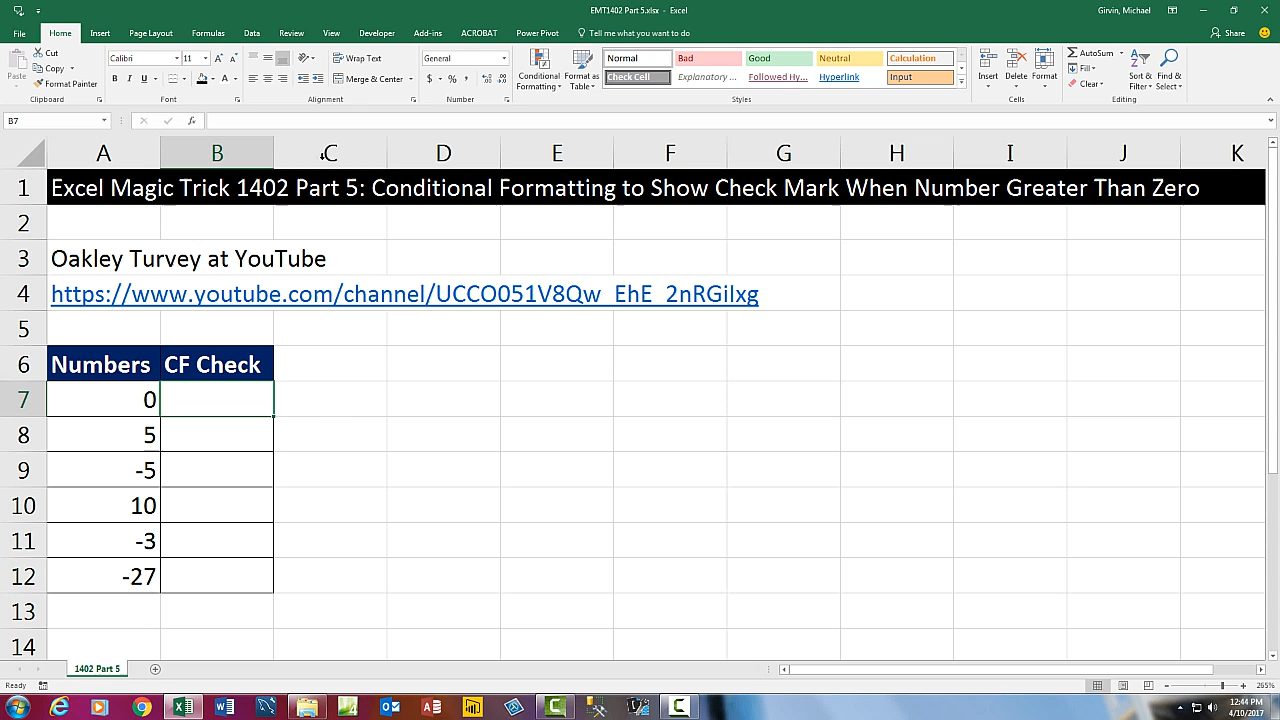 EMT1402 Part 5.xlsx - Excel
Girvin, Michael
File Home Insert Page Layout Formulas Data Review View Developer Add-ins ACROBAT Power Pivot Tell me what you want to do Share
Paste
Cut
Copy
Format Painter
Clipboard
Calibri 11
B I U
Font
Wrap Text
Merge & Center
Alignment
General
$ % ,
Number
Conditional Formatting
Format as Table
Normal Bad Good Neutral Calculation
Check Cell Explanatory ... Followed Hy... Hyperlink Input
Styles
Insert Delete Format
Cells
AutoSum
Fill
Clear
Sort & Filter
Find & Select
Editing
B7
fx
A B C D E F G H I J K
1 Excel Magic Trick 1402 Part 5: Conditional Formatting to Show Check Mark When Number Greater Than Zero
2
3 Oakley Turvey at YouTube
4 https://www.youtube.com/channel/UCCO051V8Qw_EhE_2nRGiIxg
5
6 Numbers CF Check
7 0
8 5
9 -5
10 10
11 -3
12 -27
13
14
1402 Part 5
Ready
265%
12:44 PM
4/10/2017